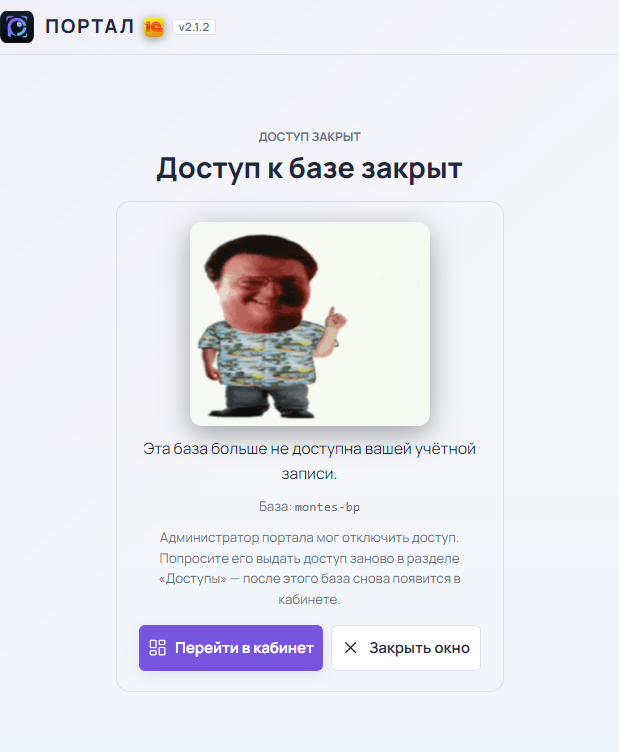 ПОРТАЛ 1С v2.1.2
ДОСТУП ЗАКРЫТ
Доступ к базе закрыт
Эта база больше не доступна вашей учётной
записи.
База: montes-bp
Администратор портала мог отключить доступ.
Попросите его выдать доступ заново в разделе
«Доступы» — после этого база снова появится в
кабинете.
Перейти в кабинет
Закрыть окно